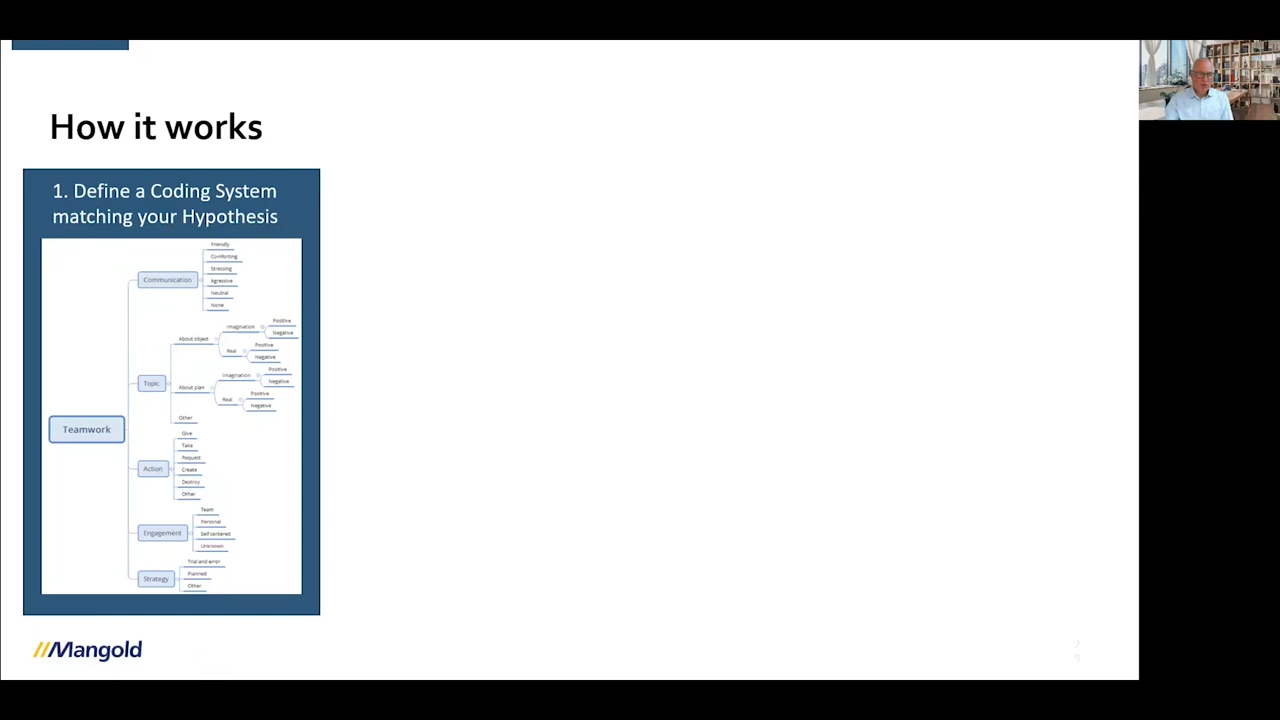 How it works
1. Define a Coding System
matching your Hypothesis
Teamwork
Communication
Friendly
Comforting
Stressing
Agressive
Neutral
None
Topic
About object
Imagination
Positive
Negative
Real
Positive
Negative
About plan
Imagination
Positive
Negative
Real
Positive
Negative
Other
Action
Give
Take
Request
Create
Destroy
Other
Engagement
Team
Personal
Self centered
Unknown
Strategy
Trial and error
Planned
Other
//Mangold